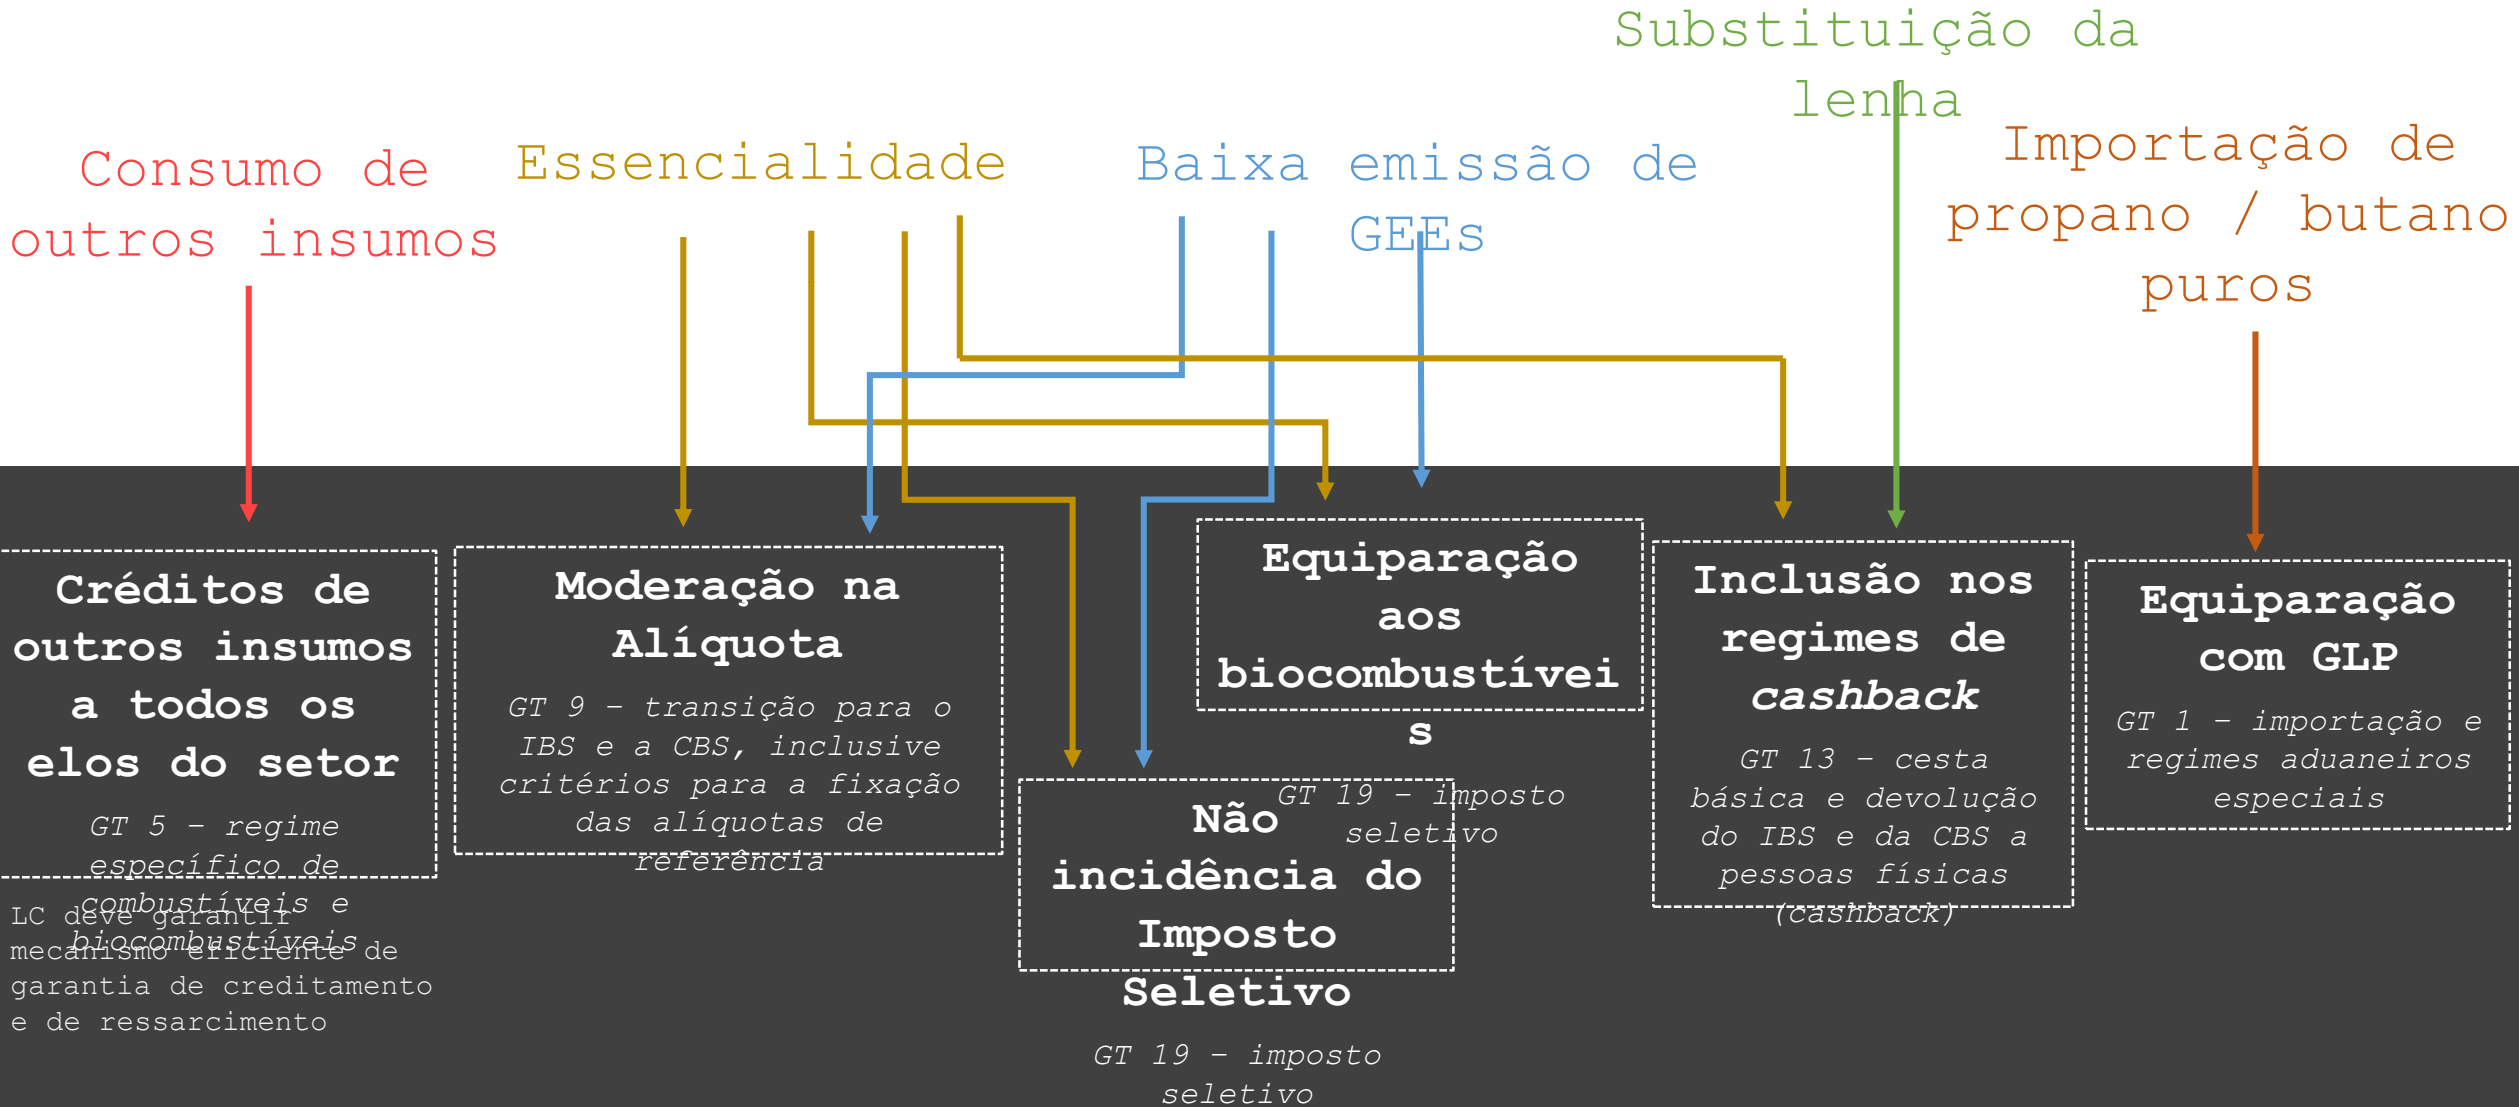 Substituição da
lenha
Consumo de
outros insumos
Essencialidade
Baixa emissão de
GEEs
Importação de
propano / butano
puros
Créditos de
outros insumos
a todos os
elos do setor
GT 5 – regime
específico de
combustíveis e
biocombustíveis
LC deve garantir
mecanismo eficiente de
garantia de creditamento
e de ressarcimento
Moderação na
Alíquota
GT 9 – transição para o
IBS e a CBS, inclusive
critérios para a fixação
das alíquotas de
referência
Não
incidência do
Imposto
Seletivo
GT 19 – imposto
seletivo
Equiparação
aos
biocombustívei
s
GT 19 – imposto
seletivo
Inclusão nos
regimes de
cashback
GT 13 – cesta
básica e devolução
do IBS e da CBS a
pessoas físicas
(cashback)
Equiparação
com GLP
GT 1 – importação e
regimes aduaneiros
especiais